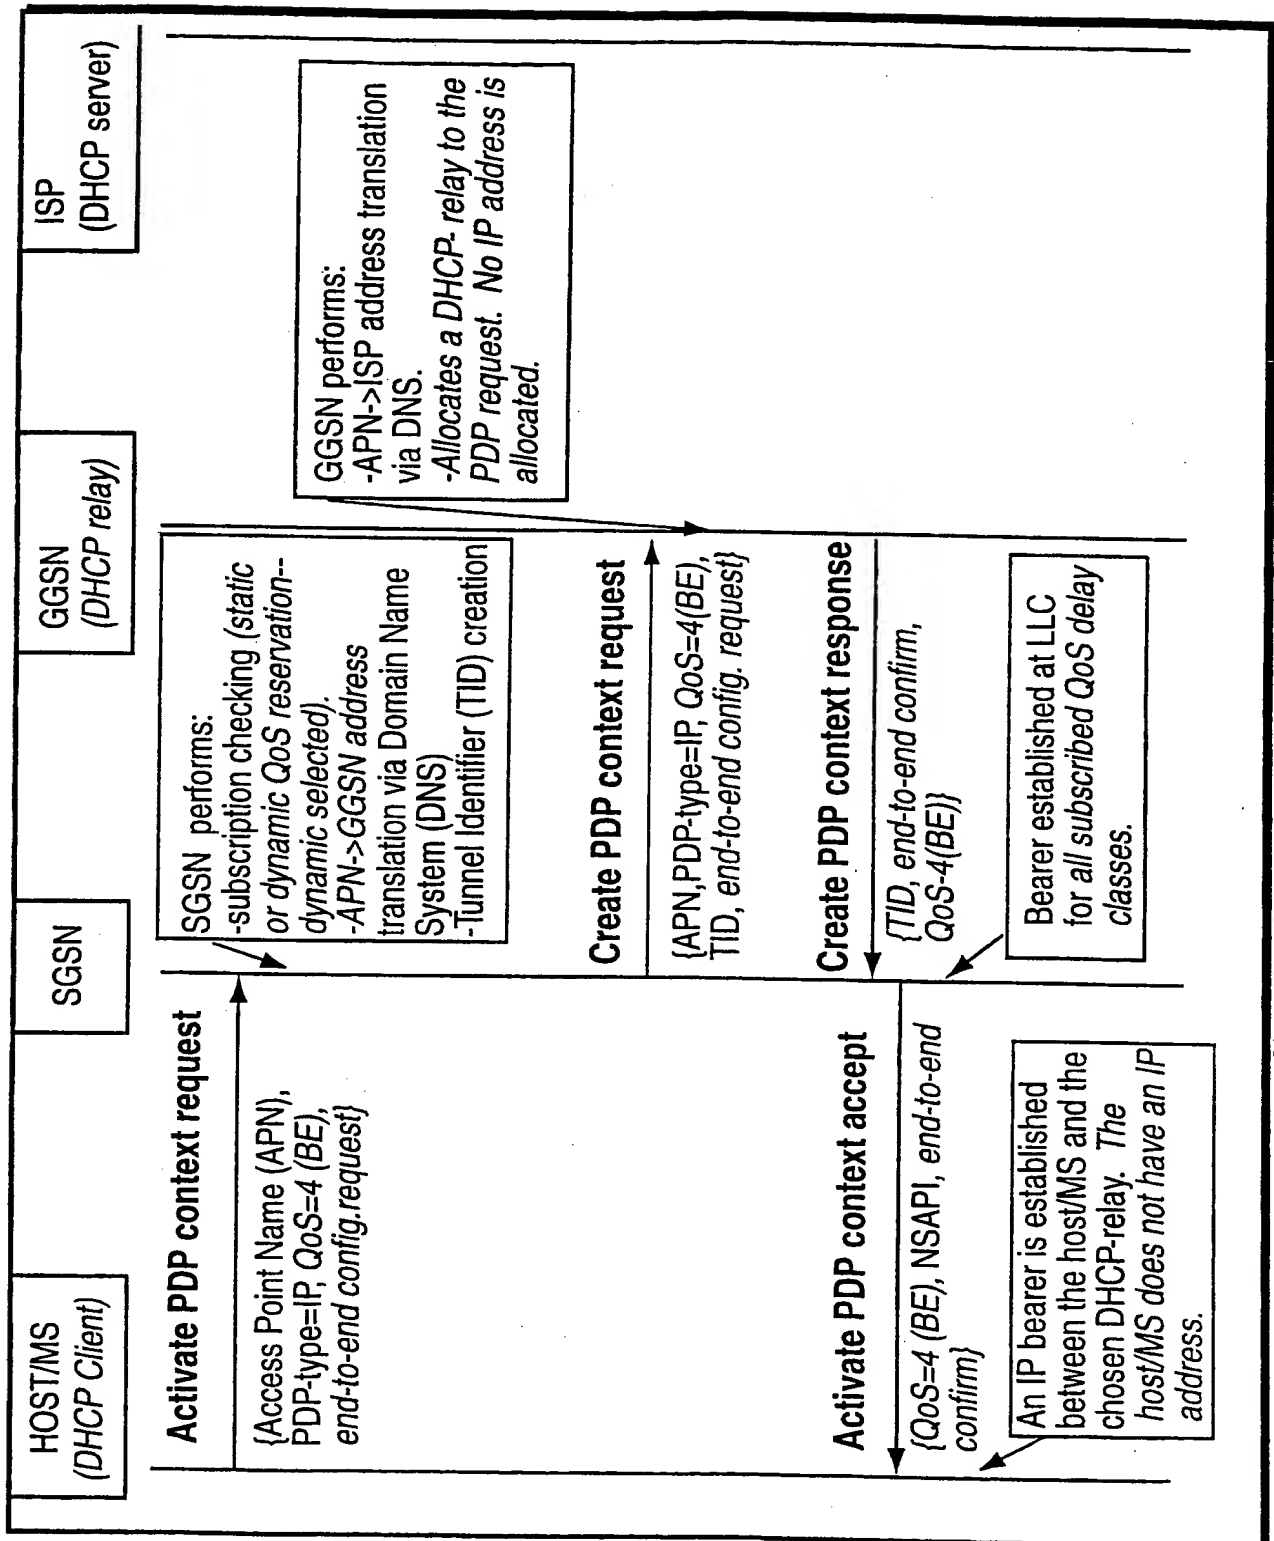 HOST/MS
(DHCP Client)
SGSN
GGSN
(DHCP relay)
ISP
(DHCP server)
Activate PDP context request
{Access Point Name (APN),
PDP-type=IP, QoS=4 (BE),
end-to-end config.request}
SGSN performs:
-subscription checking (static
or dynamic QoS reservation--
dynamic selected).
-APN->GGSN address
translation via Domain Name
System (DNS)
-Tunnel Identifier (TID) creation
Create PDP context request
{APN,PDP-type=IP, QoS=4(BE),
TID, end-to-end config. request}
GGSN performs:
-APN->ISP address translation
via DNS.
-Allocates a DHCP- relay to the
PDP request. No IP address is
allocated.
Create PDP context response
{TID, end-to-end confirm,
QoS-4(BE)}
Bearer established at LLC
for all subscribed QoS delay
classes.
Activate PDP context accept
{QoS=4 (BE), NSAPI, end-to-end
confirm}
An IP bearer is established
between the host/MS and the
chosen DHCP-relay. The
host/MS does not have an IP
address.